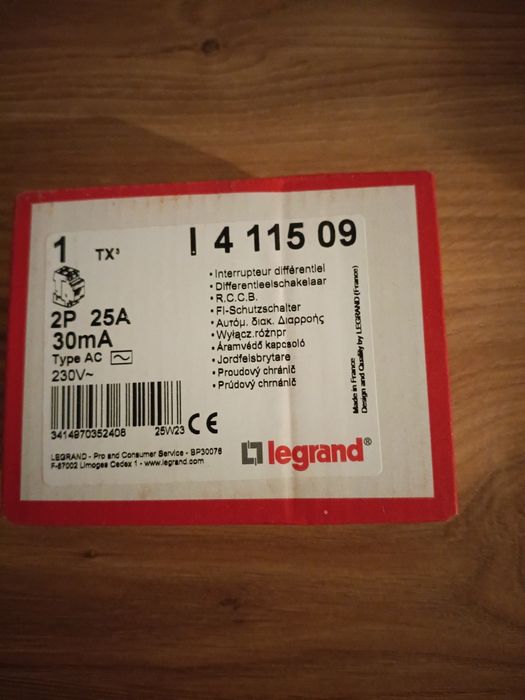 1 TX³ 4 115 09
2P 25A
30mA
Type AC
230V~
• Interrupteur différentiel
• Differentieelschakelaar
• R.C.C.B.
• FI-Schutzschalter
• Αυτόμ. διακ. Διαρροής
• Wyłącz.różnpr
• Áramvédő kapcsoló
• Jordfelsbrytare
• Proudový chránič
• Prúdový chrnánič
Made in France
Design and Quality by LEGRAND (France)
3414970352408 25W23 CE
LEGRAND - Pro and Consumer Service - BP30076
F-87002 Limoges Cedex 1 - www.legrand.com
legrand®